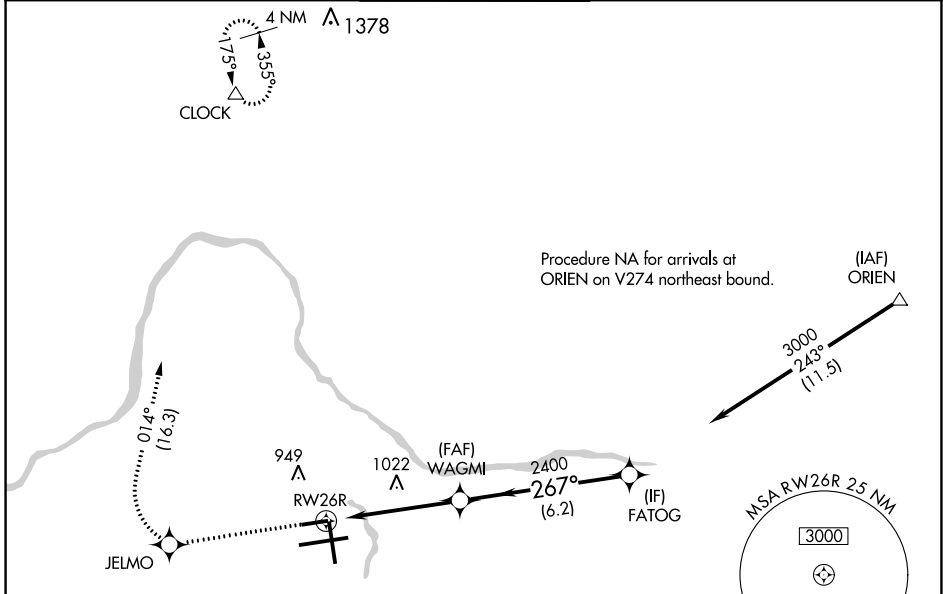 4 NM
1378
175°
355°
CLOCK
Procedure NA for arrivals at
ORIEN on V274 northeast bound.
(IAF)
ORIEN
3000
243°
(11.5)
014°
(16.3)
949
1022
(FAF)
WAGMI
2400
267°
(6.2)
(IF)
FATOG
RW26R
JELMO
MSA RW26R 25 NM
3000